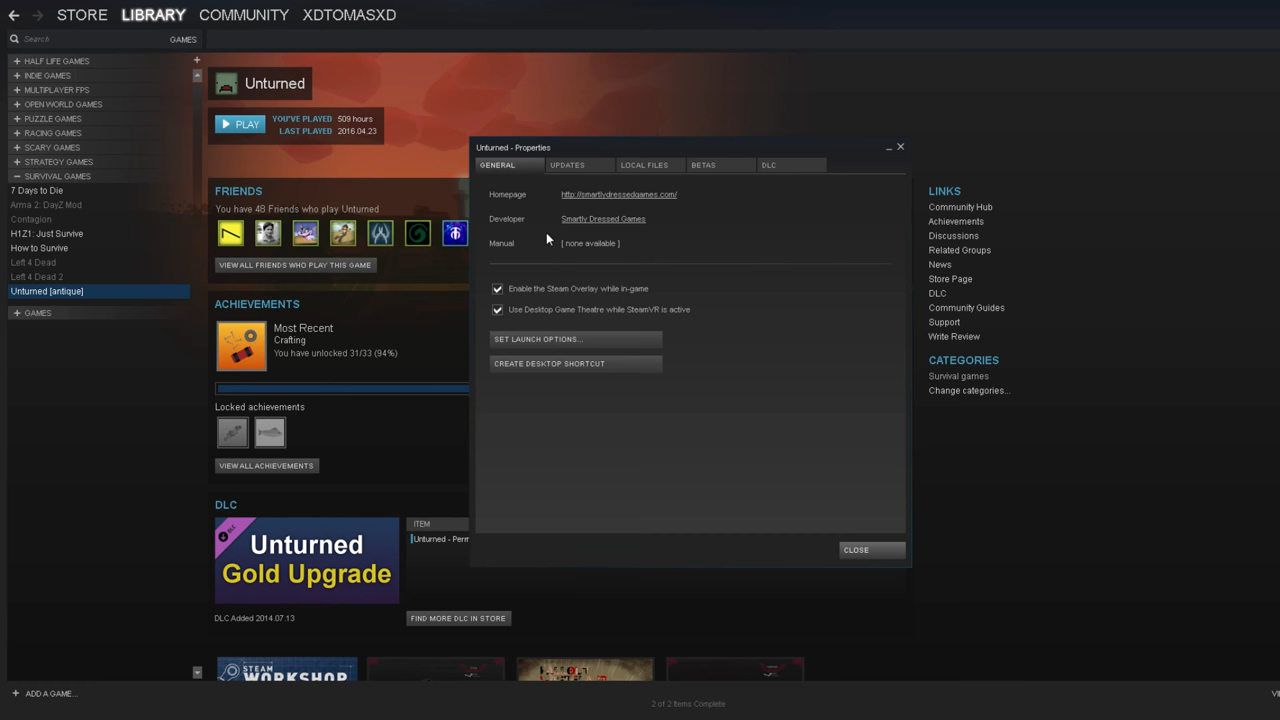 STORE LIBRARY COMMUNITY XDTOMASXD
Search GAMES
+ HALF LIFE GAMES
+ INDIE GAMES
+ MULTIPLAYER FPS
+ OPEN WORLD GAMES
+ PUZZLE GAMES
+ RACING GAMES
+ SCARY GAMES
+ STRATEGY GAMES
− SURVIVAL GAMES
7 Days to Die
Arma 2: DayZ Mod
Contagion
H1Z1: Just Survive
How to Survive
Left 4 Dead
Left 4 Dead 2
Unturned [antique]
+ GAMES
+ ADD A GAME...
Unturned
PLAY
YOU'VE PLAYED 509 hours
LAST PLAYED 2016.04.23
FRIENDS
You have 48 Friends who play Unturned
VIEW ALL FRIENDS WHO PLAY THIS GAME
ACHIEVEMENTS
Most Recent
Crafting
You have unlocked 31/33 (94%)
Locked achievements
VIEW ALL ACHIEVEMENTS
DLC
DLC
Unturned
Gold Upgrade
DLC Added 2014.07.13
ITEM
Unturned - Perm
FIND MORE DLC IN STORE
STEAM
WORKSHOP
Unturned - Properties
GENERAL UPDATES LOCAL FILES BETAS DLC
Homepage http://smartlydressedgames.com/
Developer Smartly Dressed Games
Manual [ none available ]
Enable the Steam Overlay while in-game
Use Desktop Game Theatre while SteamVR is active
SET LAUNCH OPTIONS...
CREATE DESKTOP SHORTCUT
CLOSE
LINKS
Community Hub
Achievements
Discussions
Related Groups
News
Store Page
DLC
Community Guides
Support
Write Review
CATEGORIES
Survival games
Change categories...
2 of 2 Items Complete
VI